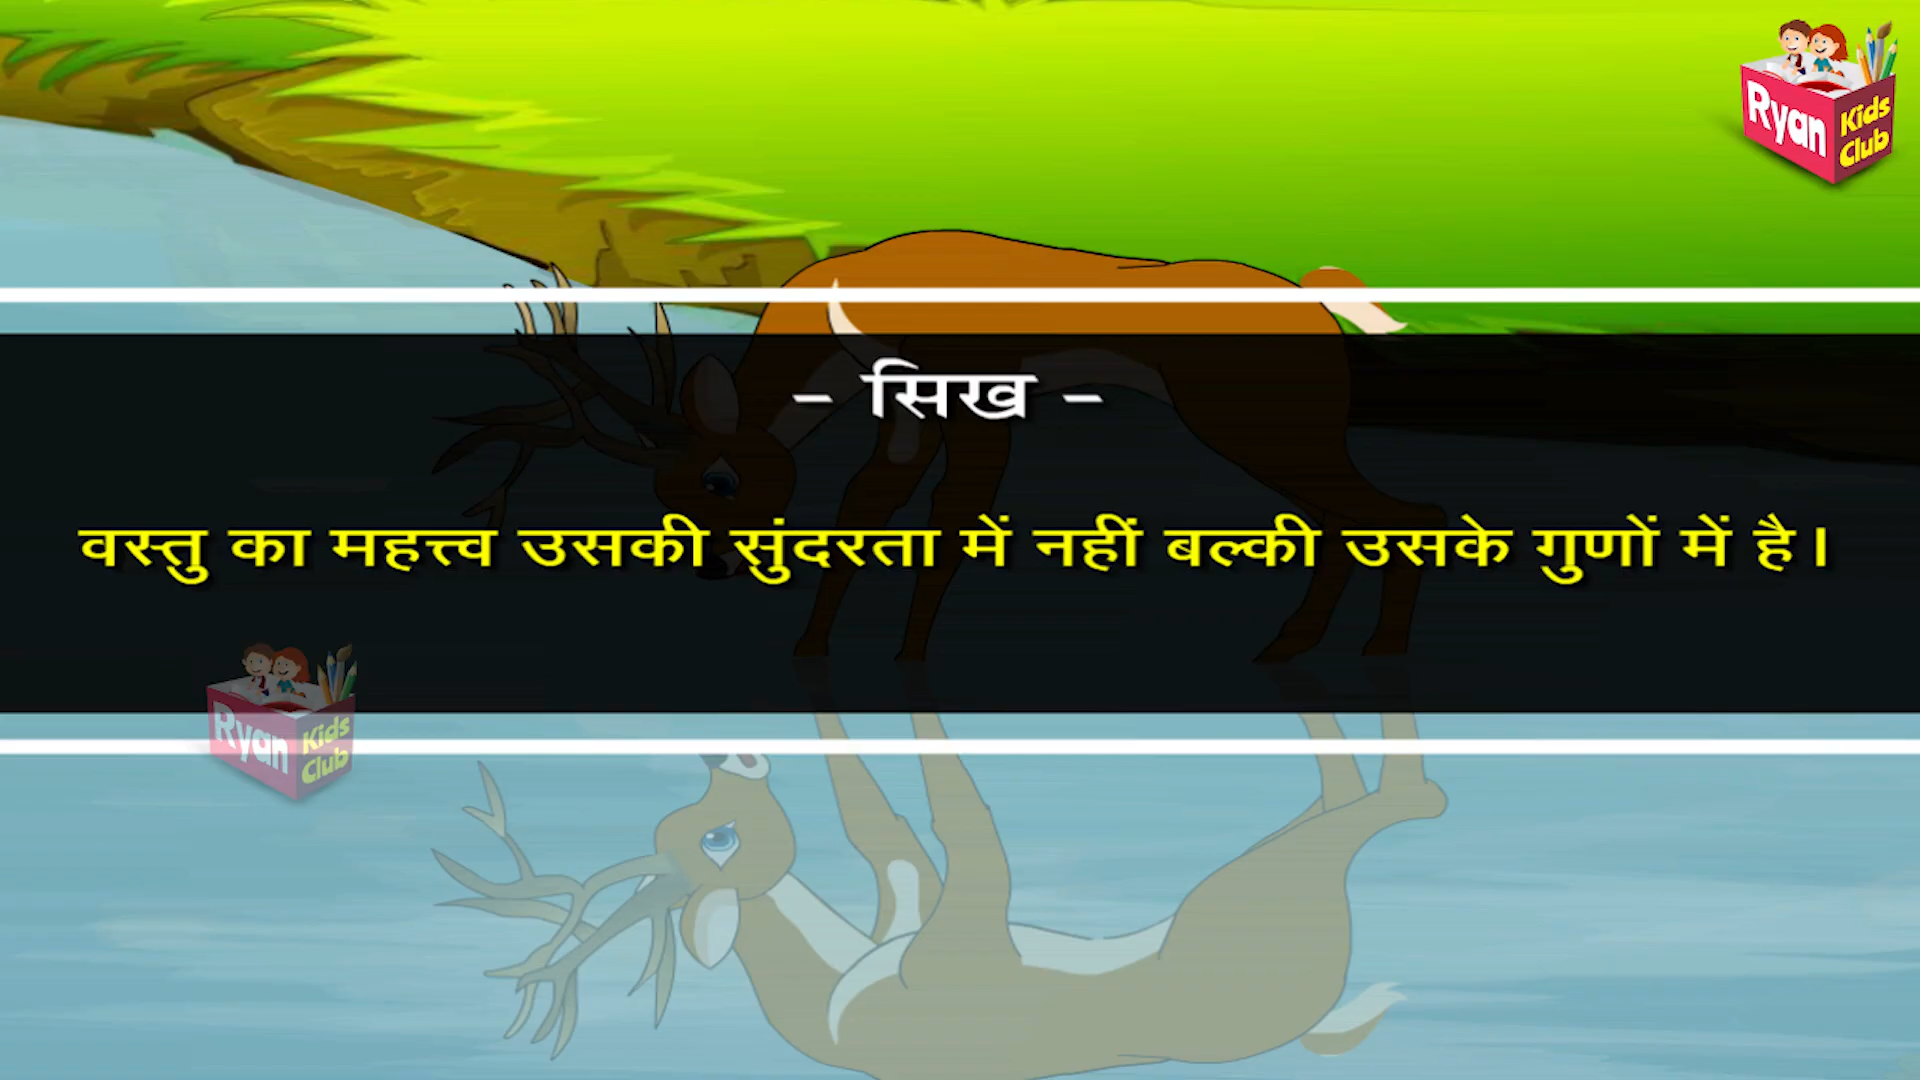 Ryan Kids Club
– सिख –
वस्तु का महत्त्व उसकी सुंदरता में नहीं बल्की उसके गुणों में है।
Ryan Kids Club